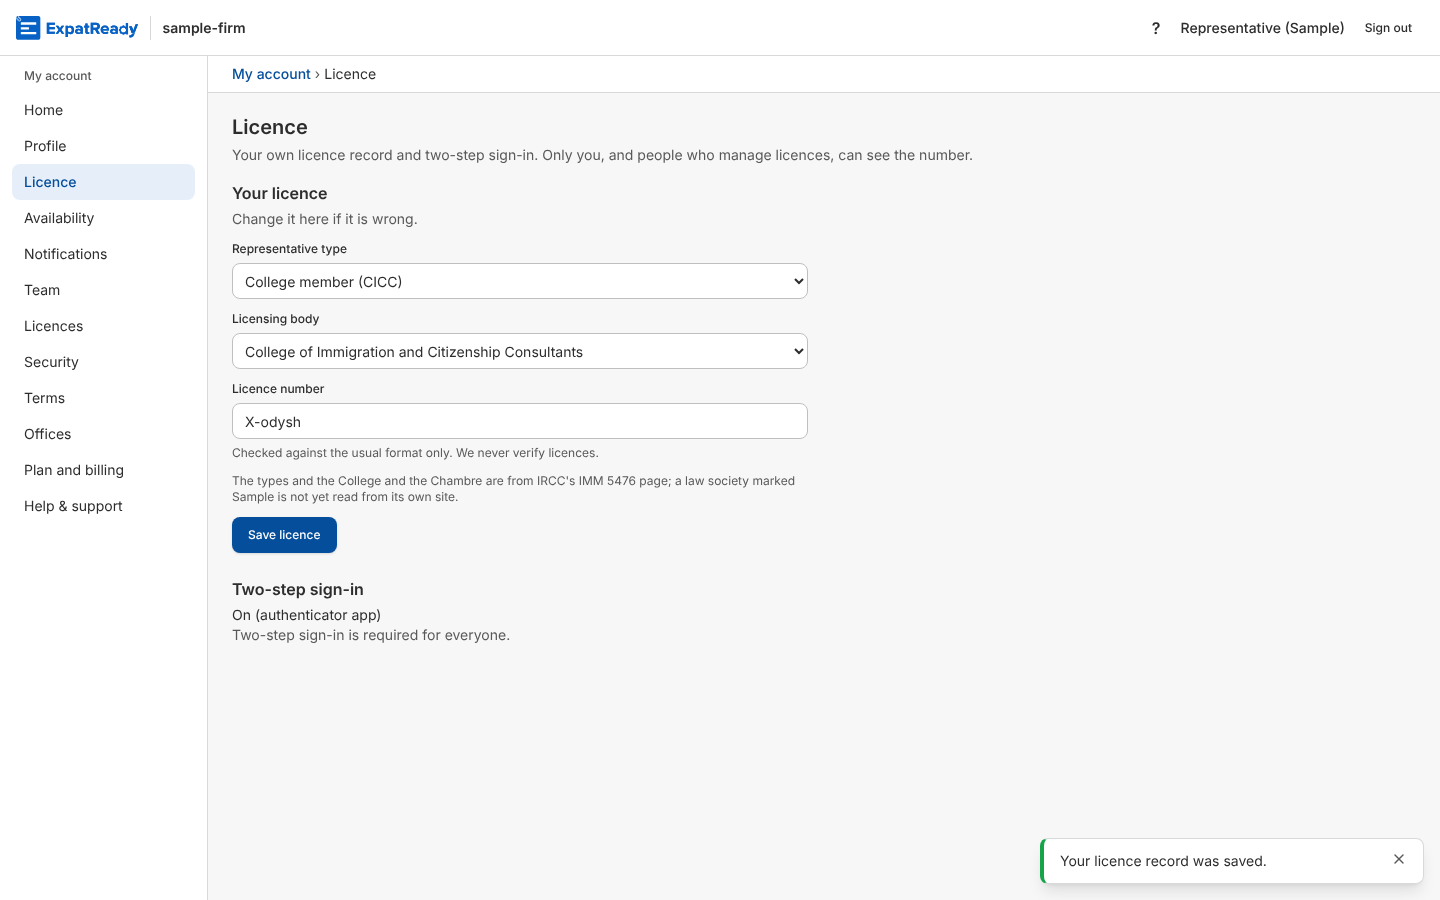 ExpatReady
sample-firm
? Representative (Sample) Sign out
My account
Home
Profile
Licence
Availability
Notifications
Team
Licences
Security
Terms
Offices
Plan and billing
Help & support
My account › Licence
Licence
Your own licence record and two-step sign-in. Only you, and people who manage licences, can see the number.
Your licence
Change it here if it is wrong.
Representative type
College member (CICC)
Licensing body
College of Immigration and Citizenship Consultants
Licence number
X-odysh
Checked against the usual format only. We never verify licences.
The types and the College and the Chambre are from IRCC's IMM 5476 page; a law society marked
Sample is not yet read from its own site.
Save licence
Two-step sign-in
On (authenticator app)
Two-step sign-in is required for everyone.
Your licence record was saved.